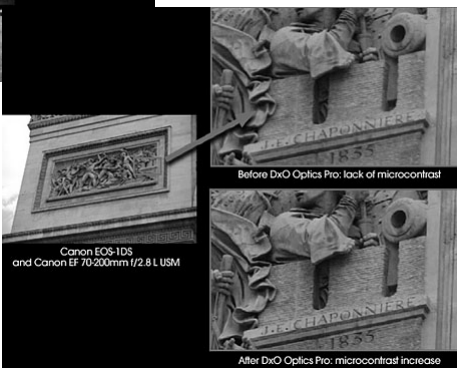 J.E.CHAPONNIERE
1835
Before DxO Optics Pro: lack of microcontrast
Canon EOS-1DS
and Canon EF 70-200mm f/2.8 L USM
J.E.CHAPONNIERE
1835
After DxO Optics Pro: microcontrast increase